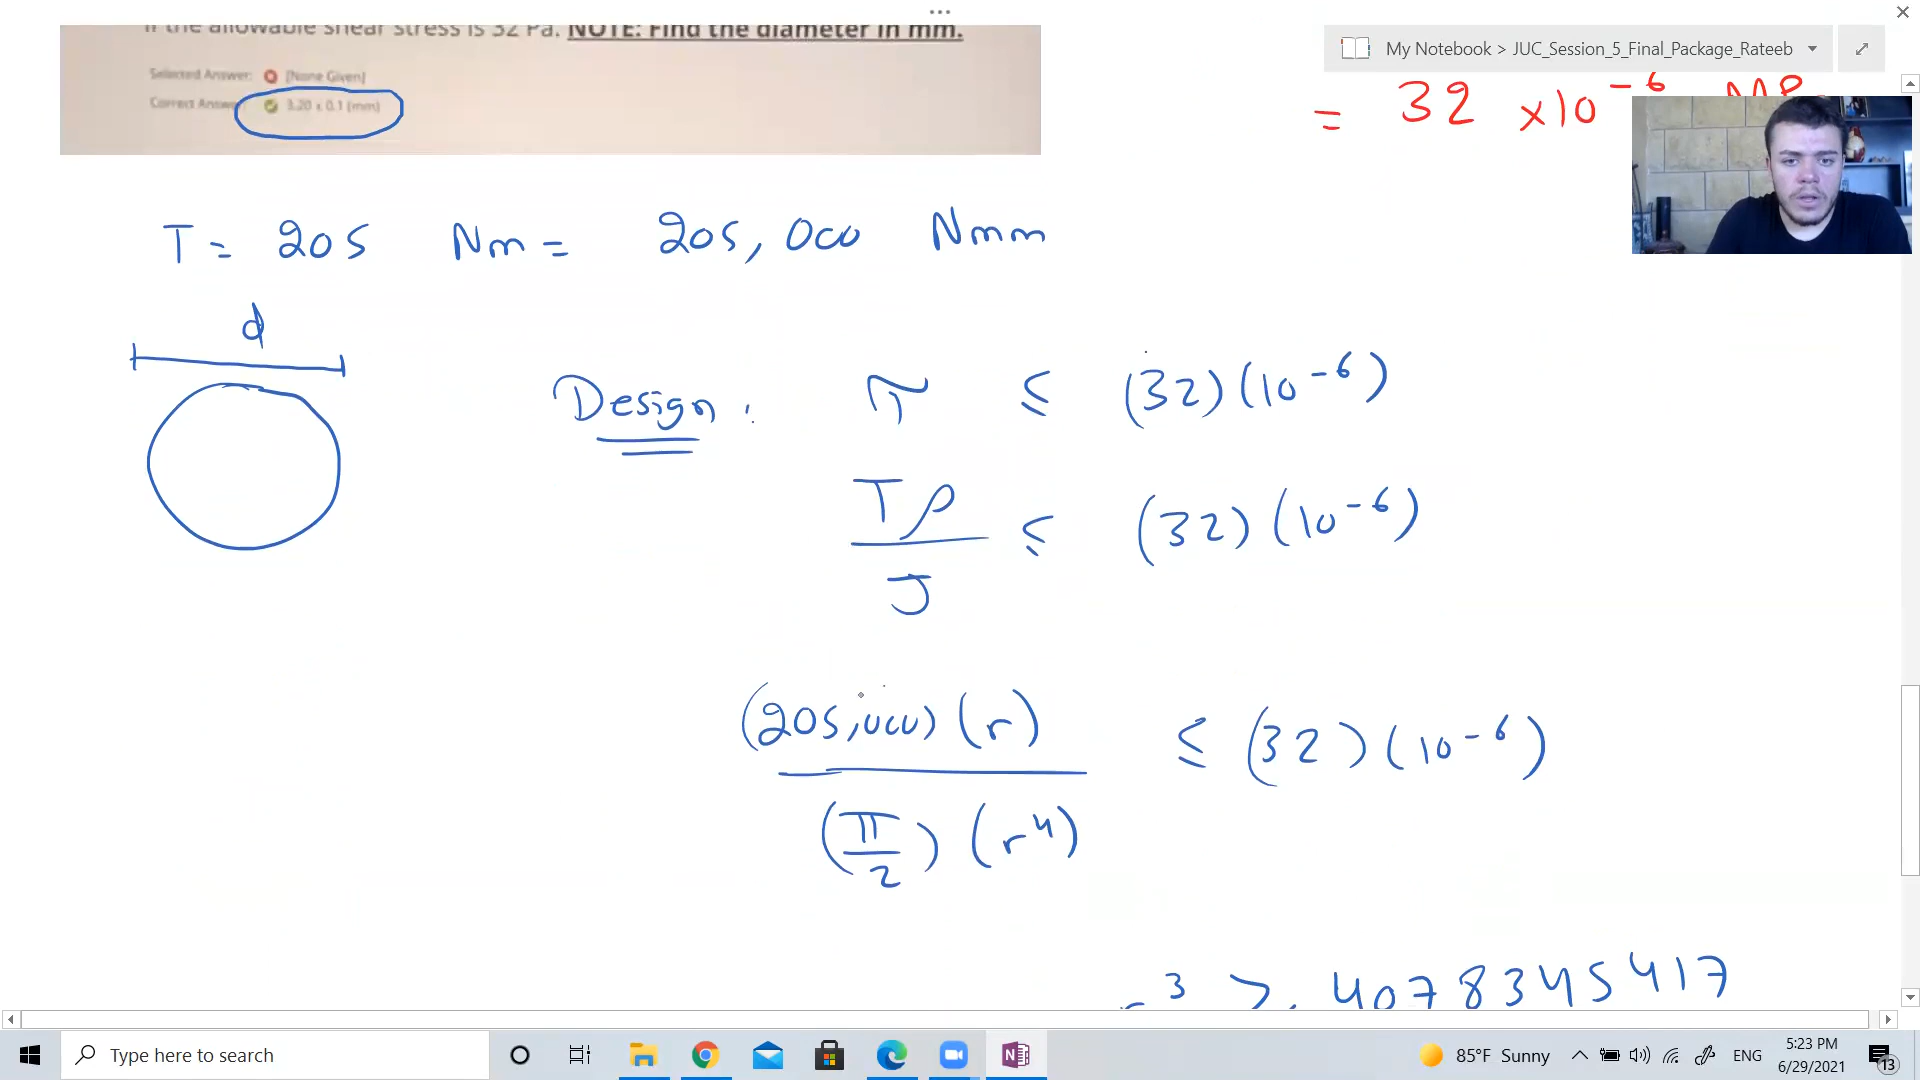 if the allowable shear stress is 32 Pa. NOTE: Find the diameter in mm.
Selected Answer: [None Given]
Correct Answer: 3.20 ± 0.1 (mm)
My Notebook > JUC_Session_5_Final_Package_Rateeb
= 32 x10⁻⁶ MP
T = 205 Nm = 205,000 Nmm
d
Design : τ ≤ (32)(10⁻⁶)
Tρ/J ≤ (32)(10⁻⁶)
(205,000)(r) / (π/2)(r⁴) ≤ (32)(10⁻⁶)
r³ ≥ 4078345417
Type here to search
85°F Sunny
ENG
5:23 PM
6/29/2021
13